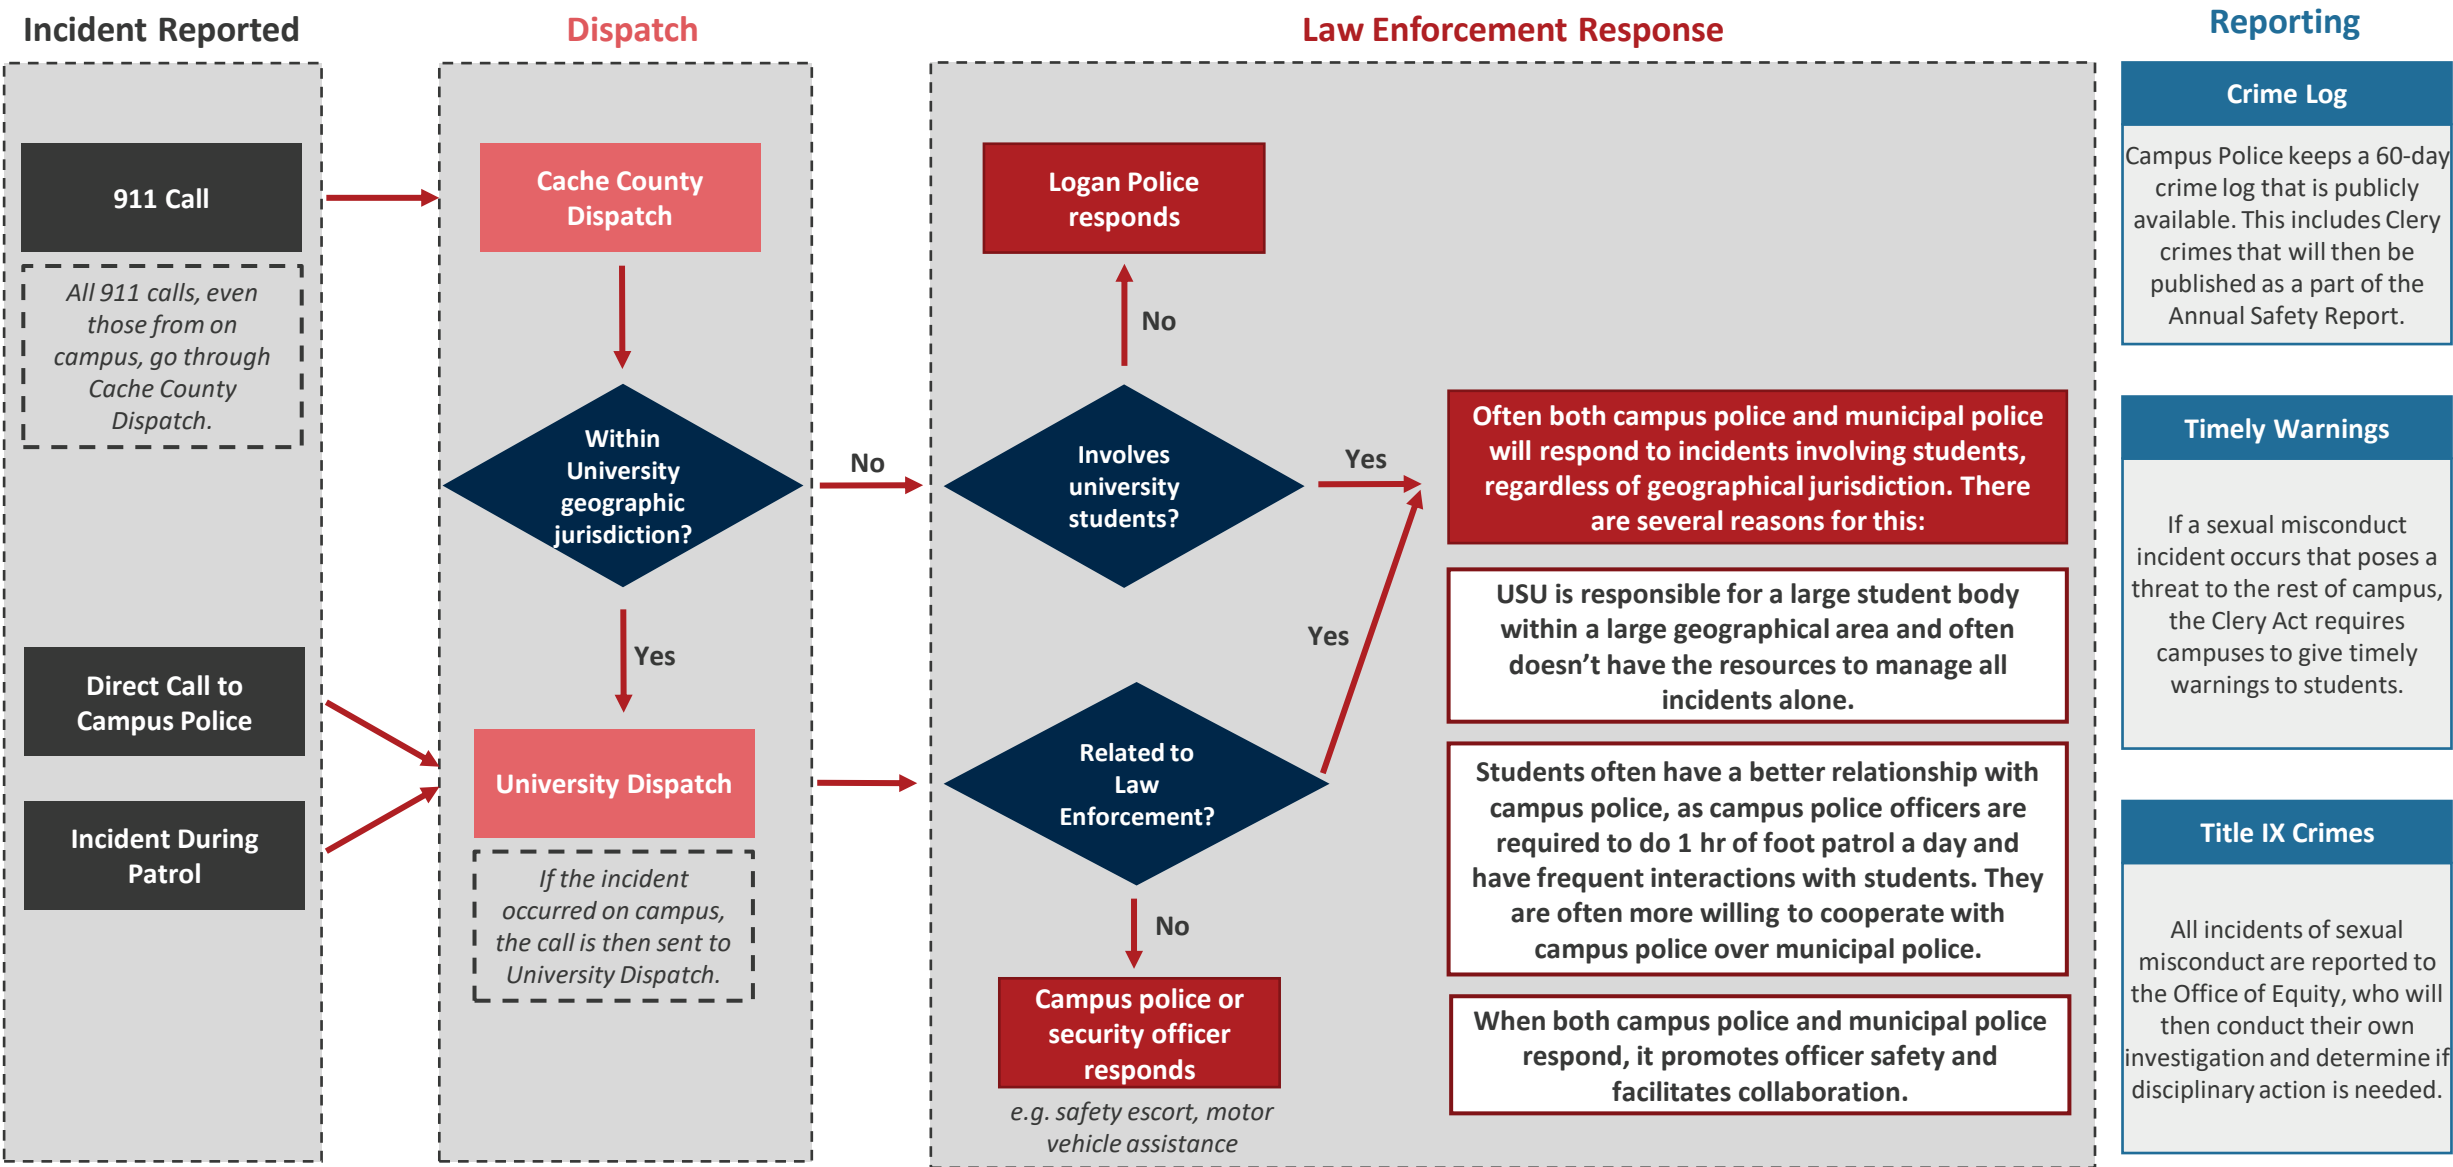 Incident Reported
911 Call
All 911 calls, even
those from on
campus, go through
Cache County
Dispatch.
Direct Call to
Campus Police
Incident During
Patrol
Dispatch
Cache County
Dispatch
Within
University
geographic
jurisdiction?
No
Yes
University Dispatch
If the incident
occurred on campus,
the call is then sent to
University Dispatch.
Law Enforcement Response
Logan Police
responds
No
Involves
university
students?
Yes
Related to
Law
Enforcement?
Yes
No
Campus police or
security officer
responds
e.g. safety escort, motor
vehicle assistance
Often both campus police and municipal police
will respond to incidents involving students,
regardless of geographical jurisdiction. There
are several reasons for this:
USU is responsible for a large student body
within a large geographical area and often
doesn’t have the resources to manage all
incidents alone.
Students often have a better relationship with
campus police, as campus police officers are
required to do 1 hr of foot patrol a day and
have frequent interactions with students. They
are often more willing to cooperate with
campus police over municipal police.
When both campus police and municipal police
respond, it promotes officer safety and
facilitates collaboration.
Reporting
Crime Log
Campus Police keeps a 60-day
crime log that is publicly
available. This includes Clery
crimes that will then be
published as a part of the
Annual Safety Report.
Timely Warnings
If a sexual misconduct
incident occurs that poses a
threat to the rest of campus,
the Clery Act requires
campuses to give timely
warnings to students.
Title IX Crimes
All incidents of sexual
misconduct are reported to
the Office of Equity, who will
then conduct their own
investigation and determine if
disciplinary action is needed.